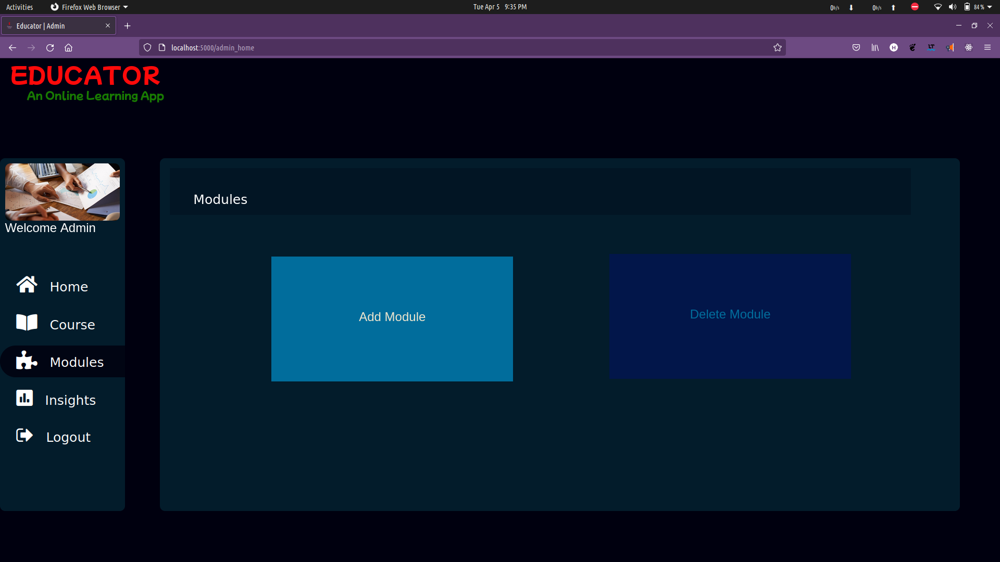 Activities Firefox Web Browser Tue Apr 5 9:35 PM 0b/s 0b/s 84 %
Educator | Admin
localhost:5000/admin_home H LT
EDUCATOR
An Online Learning App
Welcome Admin
Home
Course
Modules
Insights
Logout
Modules
Add Module
Delete Module